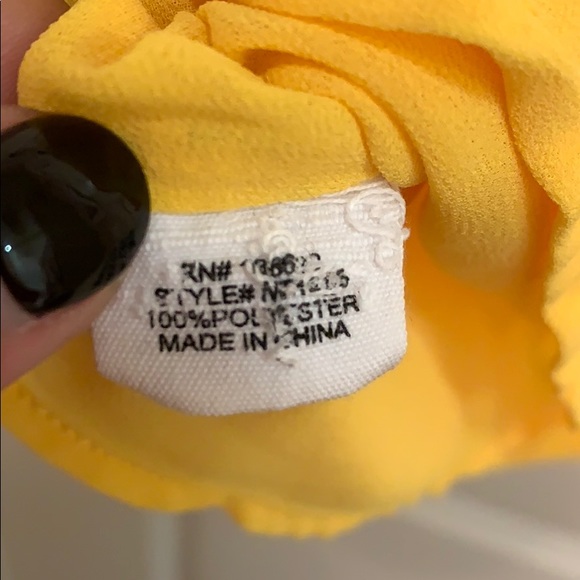 RN#
STYLE#
100%POLYESTER
MADE IN CHINA